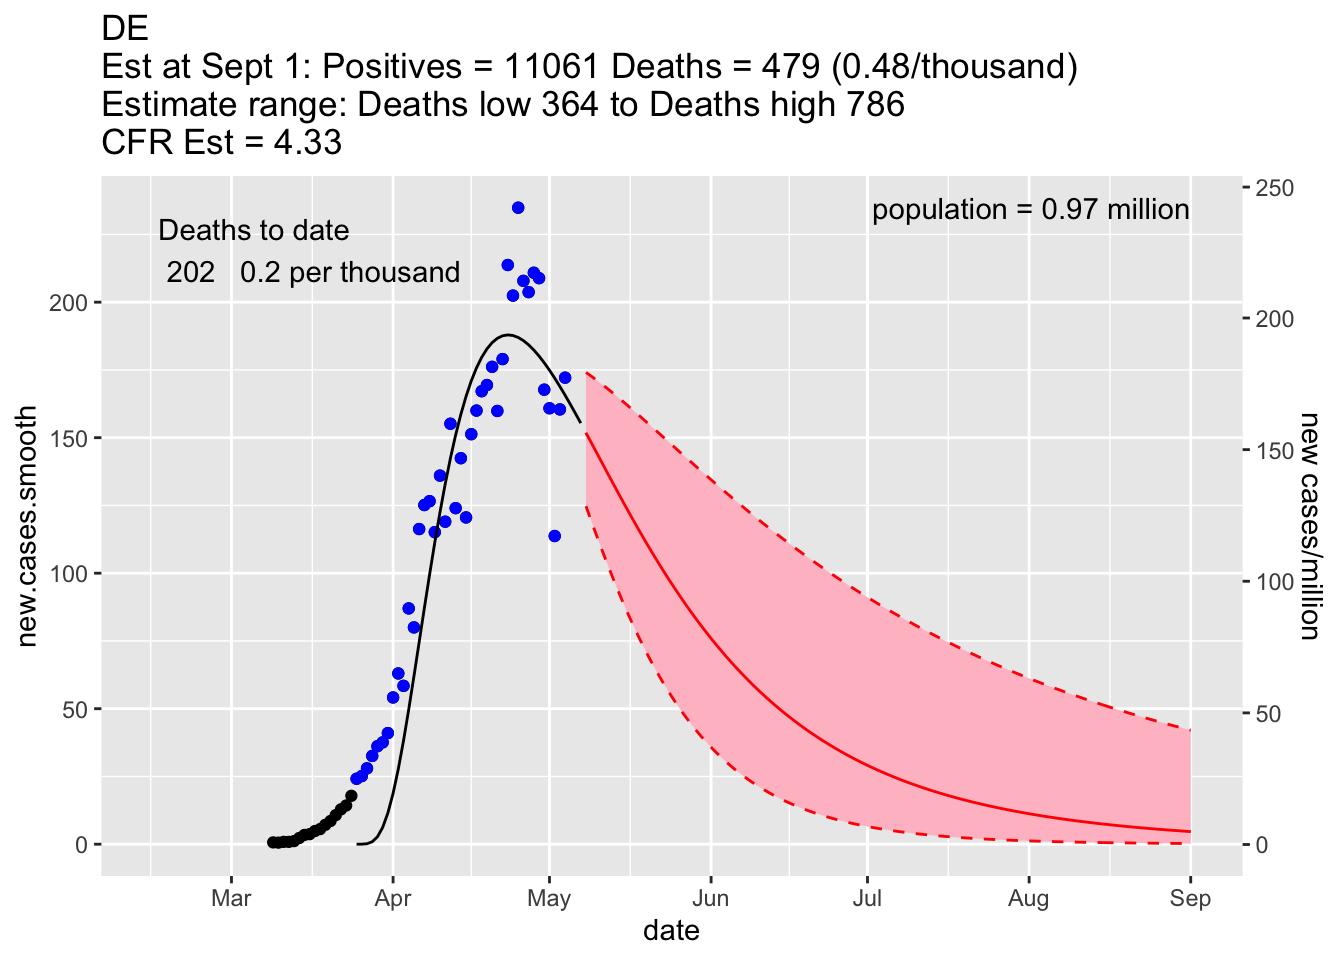 DE
Est at Sept 1: Positives = 11061 Deaths = 479 (0.48/thousand)
Estimate range: Deaths low 364 to Deaths high 786
CFR Est = 4.33
Deaths to date
202 0.2 per thousand
population = 0.97 million
new.cases.smooth
200
150
100
50
0
250
200
150
100
50
0
new cases/million
Mar Apr May Jun Jul Aug Sep
date